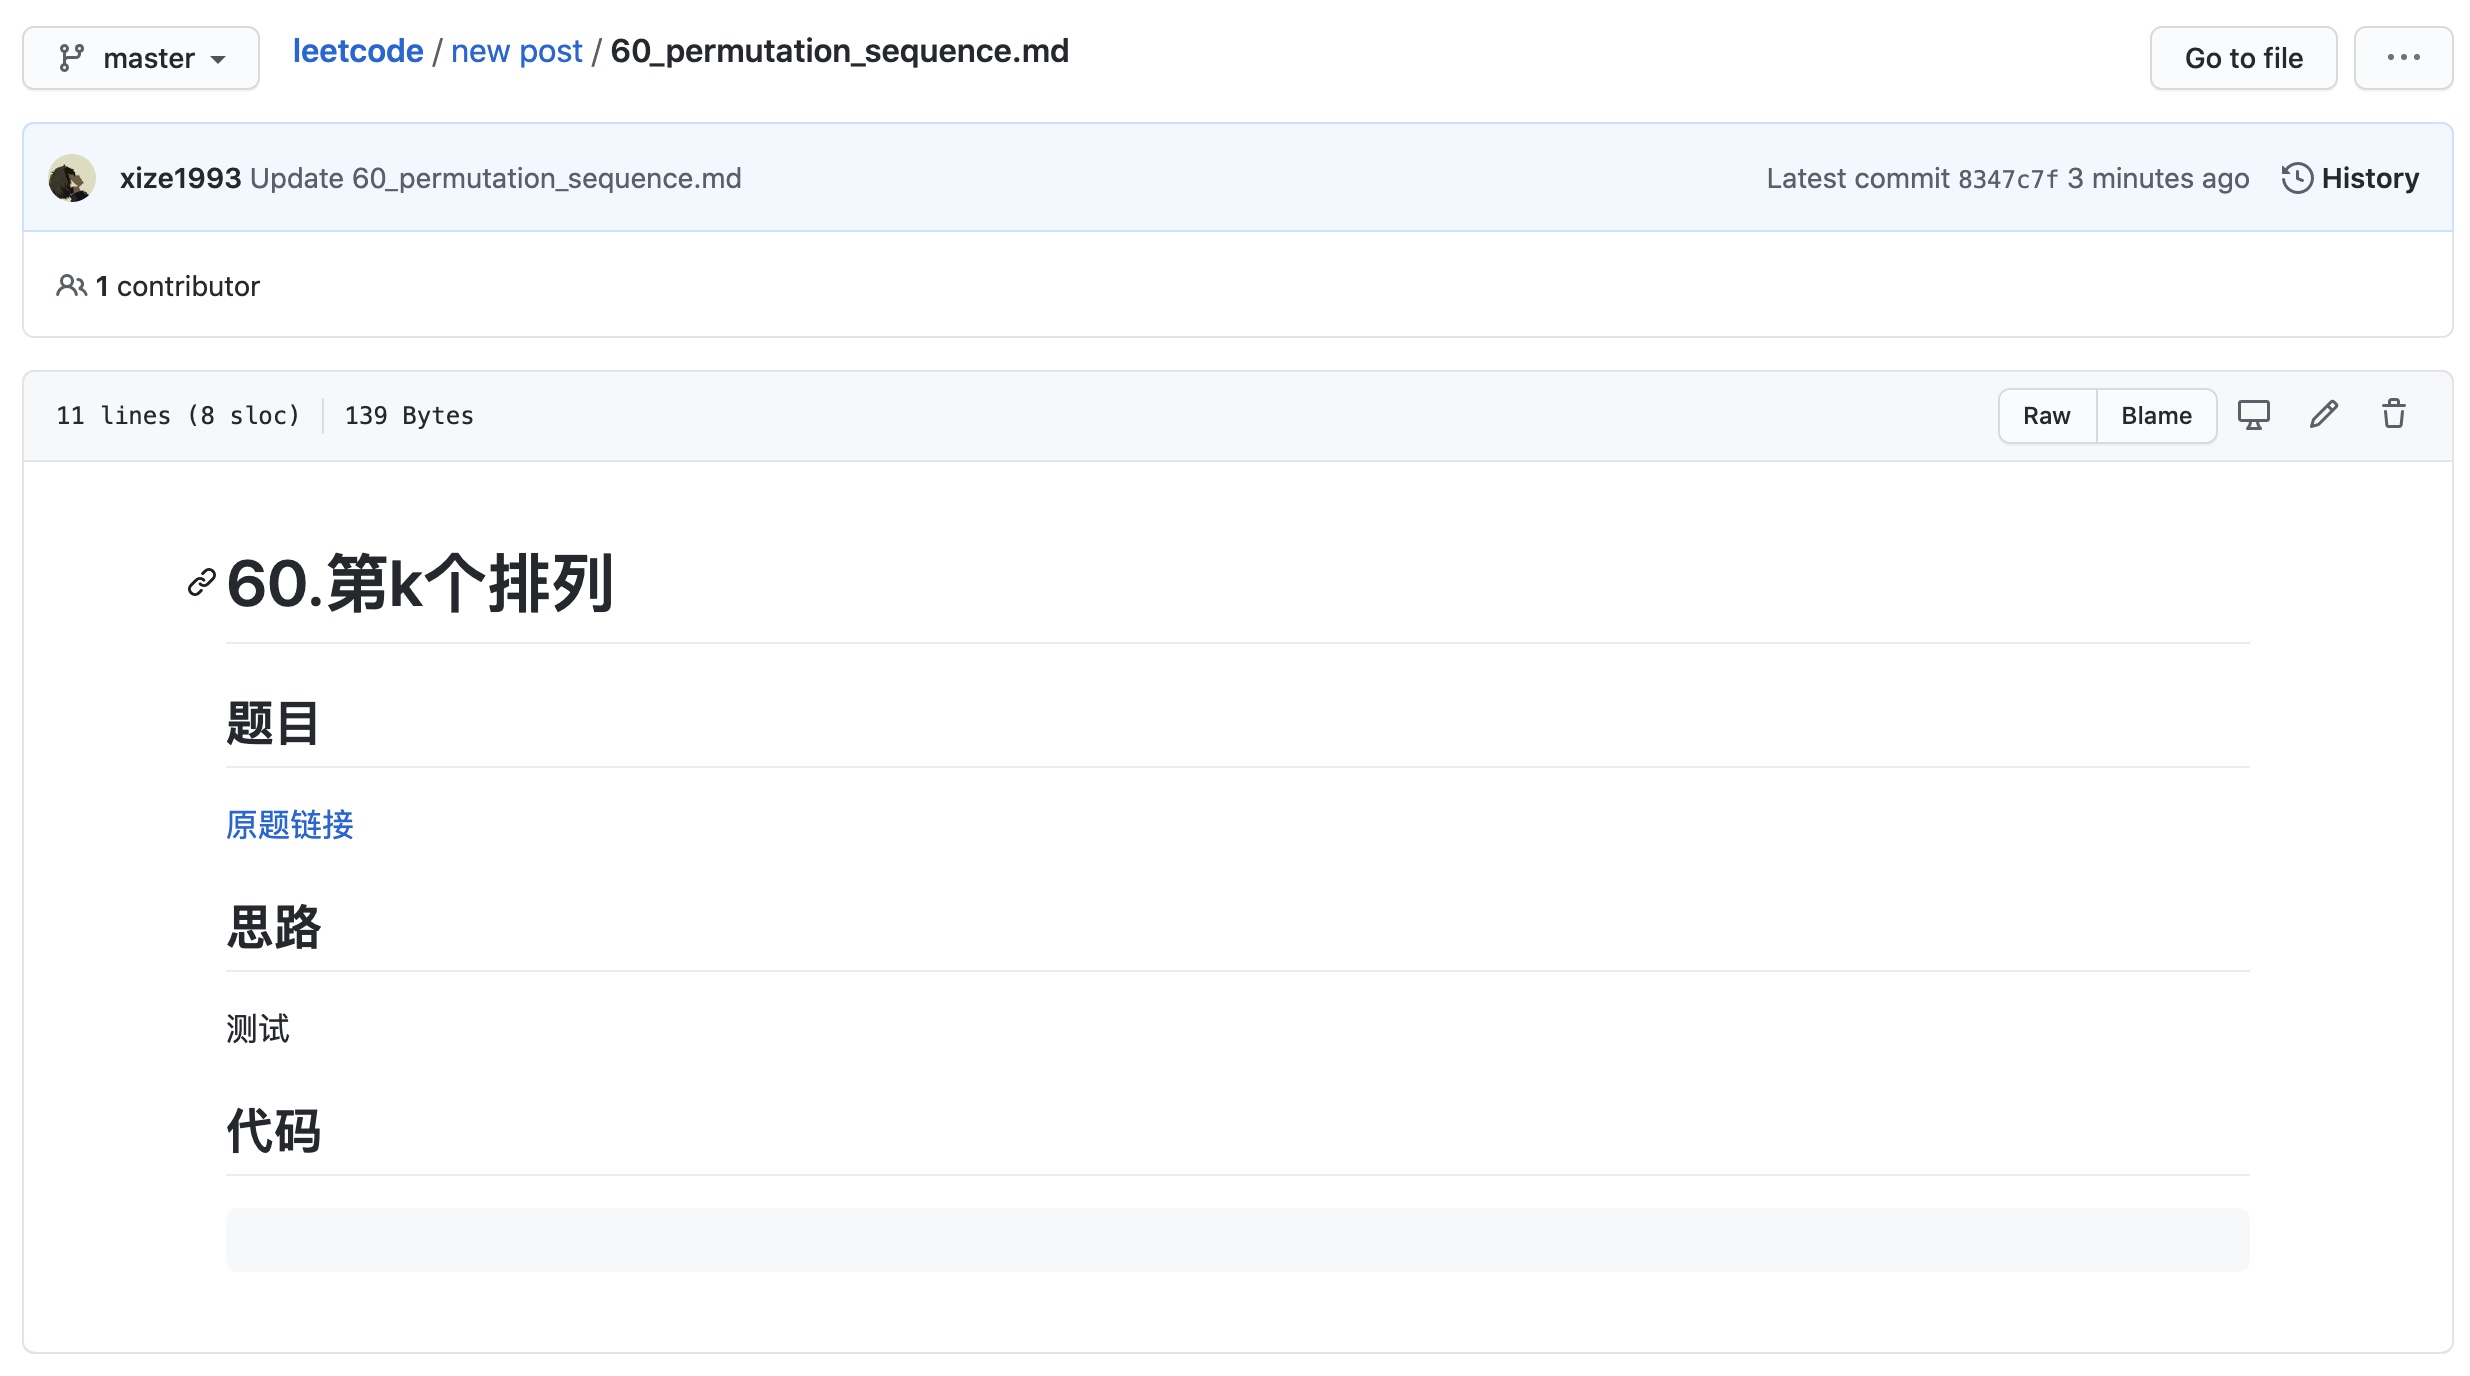 master
leetcode / new post / 60_permutation_sequence.md
Go to file
xize1993 Update 60_permutation_sequence.md
Latest commit 8347c7f 3 minutes ago
History
1 contributor
11 lines (8 sloc) 139 Bytes
Raw
Blame
60.第k个排列
题目
原题链接
思路
测试
代码